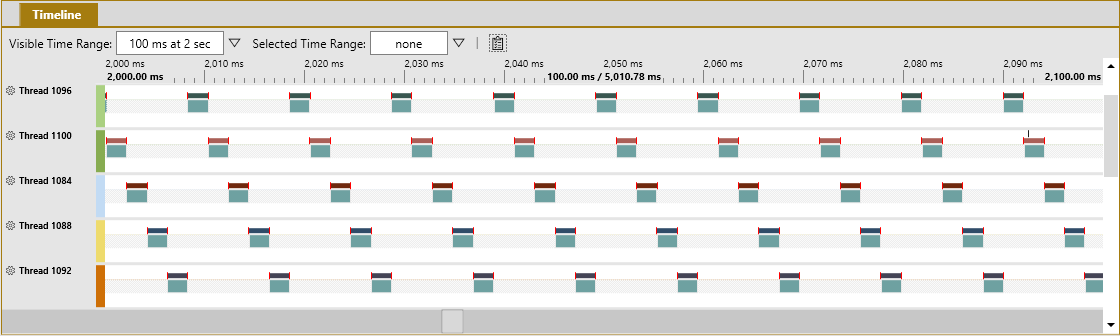 Timeline
Visible Time Range: 100 ms at 2 sec Selected Time Range: none
2,000 ms 2,010 ms 2,020 ms 2,030 ms 2,040 ms 2,050 ms 2,060 ms 2,070 ms 2,080 ms 2,090 ms
2,000.00 ms 100.00 ms / 5,010.78 ms 2,100.00 ms
Thread 1096
Thread 1100
Thread 1084
Thread 1088
Thread 1092